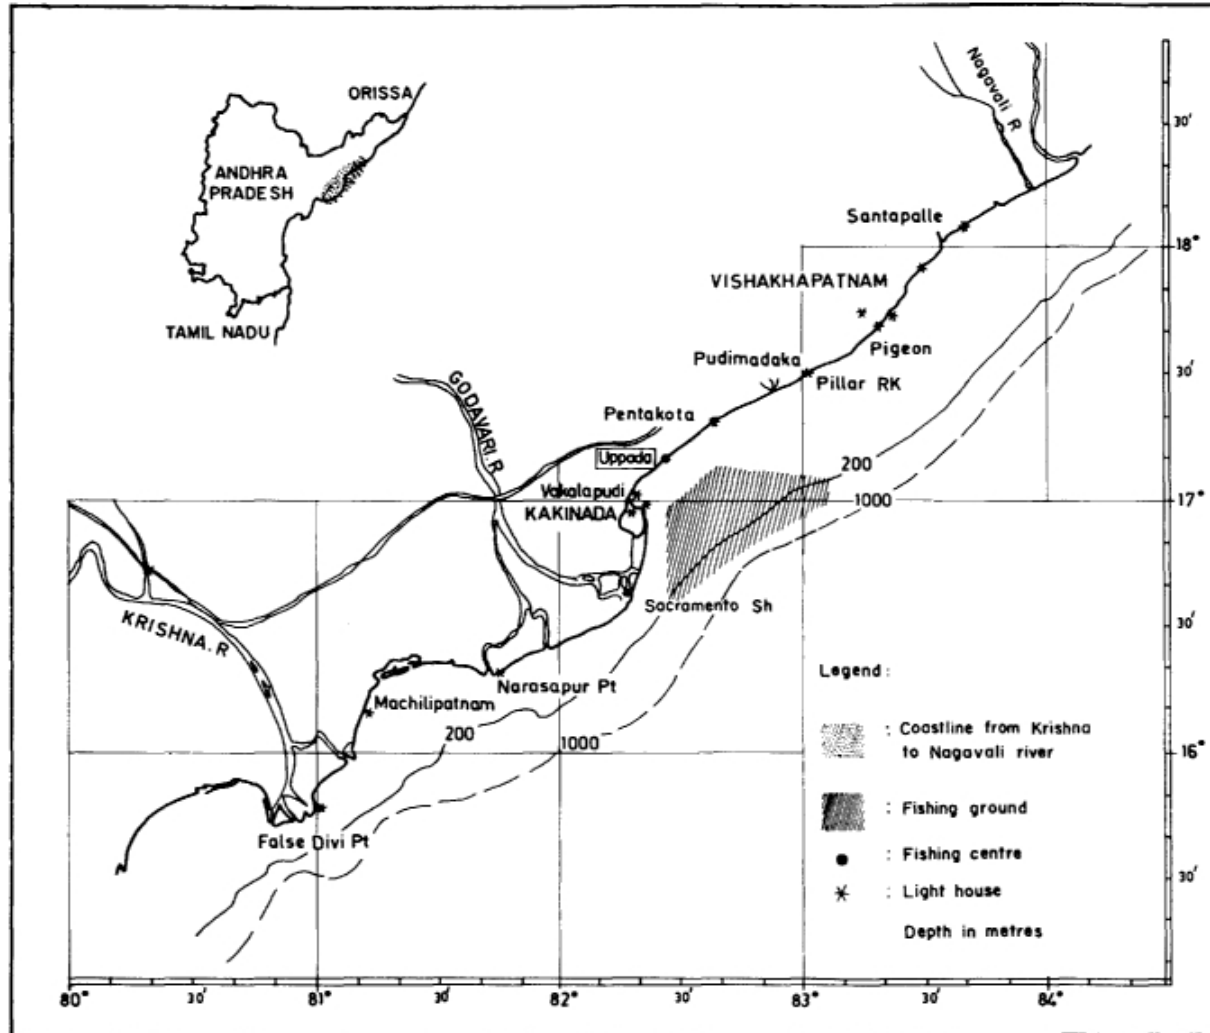 ORISSA
ANDHRA
PRADESH
TAMIL NADU
Nagavali R
30'
Santapalle
18°
VISHAKHAPATNAM
Pigeon
Pudimadaka
Pillar RK
30'
GODAVARI.R
Pentakota
Uppada
200
Vakalapudi
1000
17°
KAKINADA
Sacramento Sh
KRISHNA.R
30'
Narasapur Pt
Machilipatnam
200
1000
16°
False Divi Pt
Legend :
: Coastline from Krishna
to Nagavali river
: Fishing ground
: Fishing centre
30'
: Light house
Depth in metres
80°
30'
81°
30'
82°
30'
83°
30'
84°